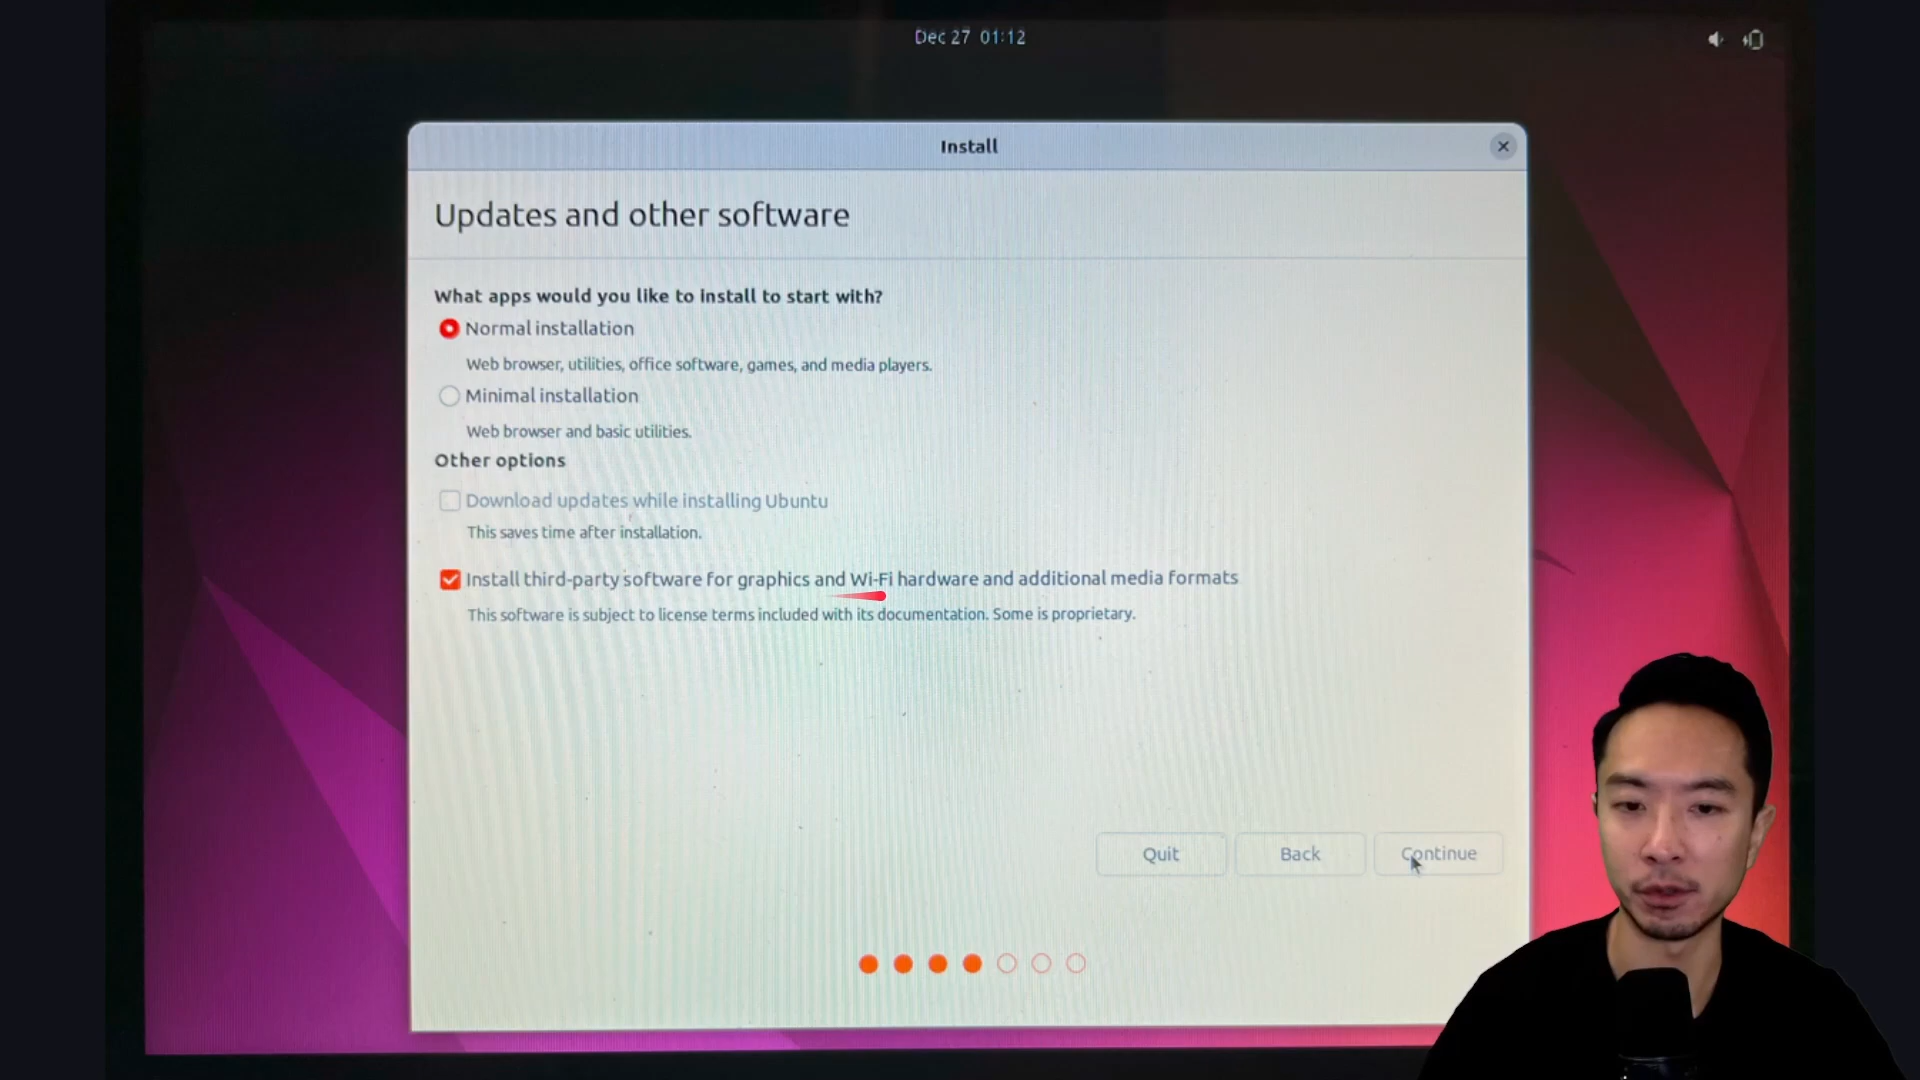 Dec 27 01:12
Install
Updates and other software
What apps would you like to install to start with?
Normal installation
Web browser, utilities, office software, games, and media players.
Minimal installation
Web browser and basic utilities.
Other options
Download updates while installing Ubuntu
This saves time after installation.
Install third-party software for graphics and Wi-Fi hardware and additional media formats
This software is subject to license terms included with its documentation. Some is proprietary.
Quit Back Continue